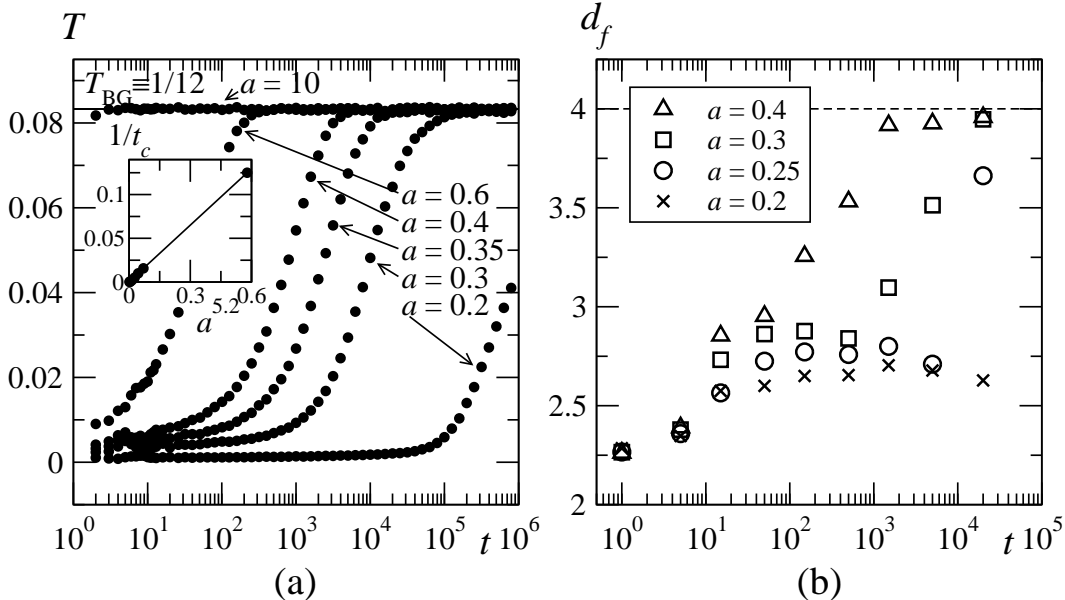 T
T_BG≡1/12
a = 10
0.08
0.06
0.04
0.02
0
1/t_c
0.1
0.05
0
0
0.3
0.6
a^5.2
a = 0.6
a = 0.4
a = 0.35
a = 0.3
a = 0.2
10^0
10^1
10^2
10^3
10^4
10^5
10^6
t
(a)
d_f
4
3.5
3
2.5
2
a = 0.4
a = 0.3
a = 0.25
a = 0.2
10^0
10^1
10^2
10^3
10^4
10^5
t
(b)